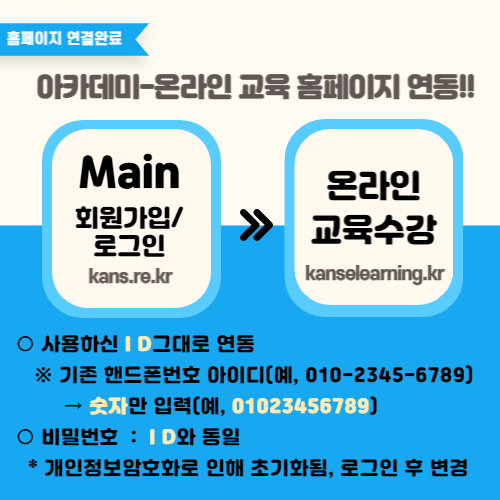 홈페이지 연결완료
아카데미-온라인 교육 홈페이지 연동!!
Main
회원가입/
로그인
kans.re.kr
»
온라인
교육수강
kanselearning.kr
○ 사용하신 I D그대로 연동
※ 기존 핸드폰번호 아이디(예, 010-2345-6789)
→ 숫자만 입력(예, 01023456789)
○ 비밀번호 : I D와 동일
* 개인정보암호화로 인해 초기화됨, 로그인 후 변경